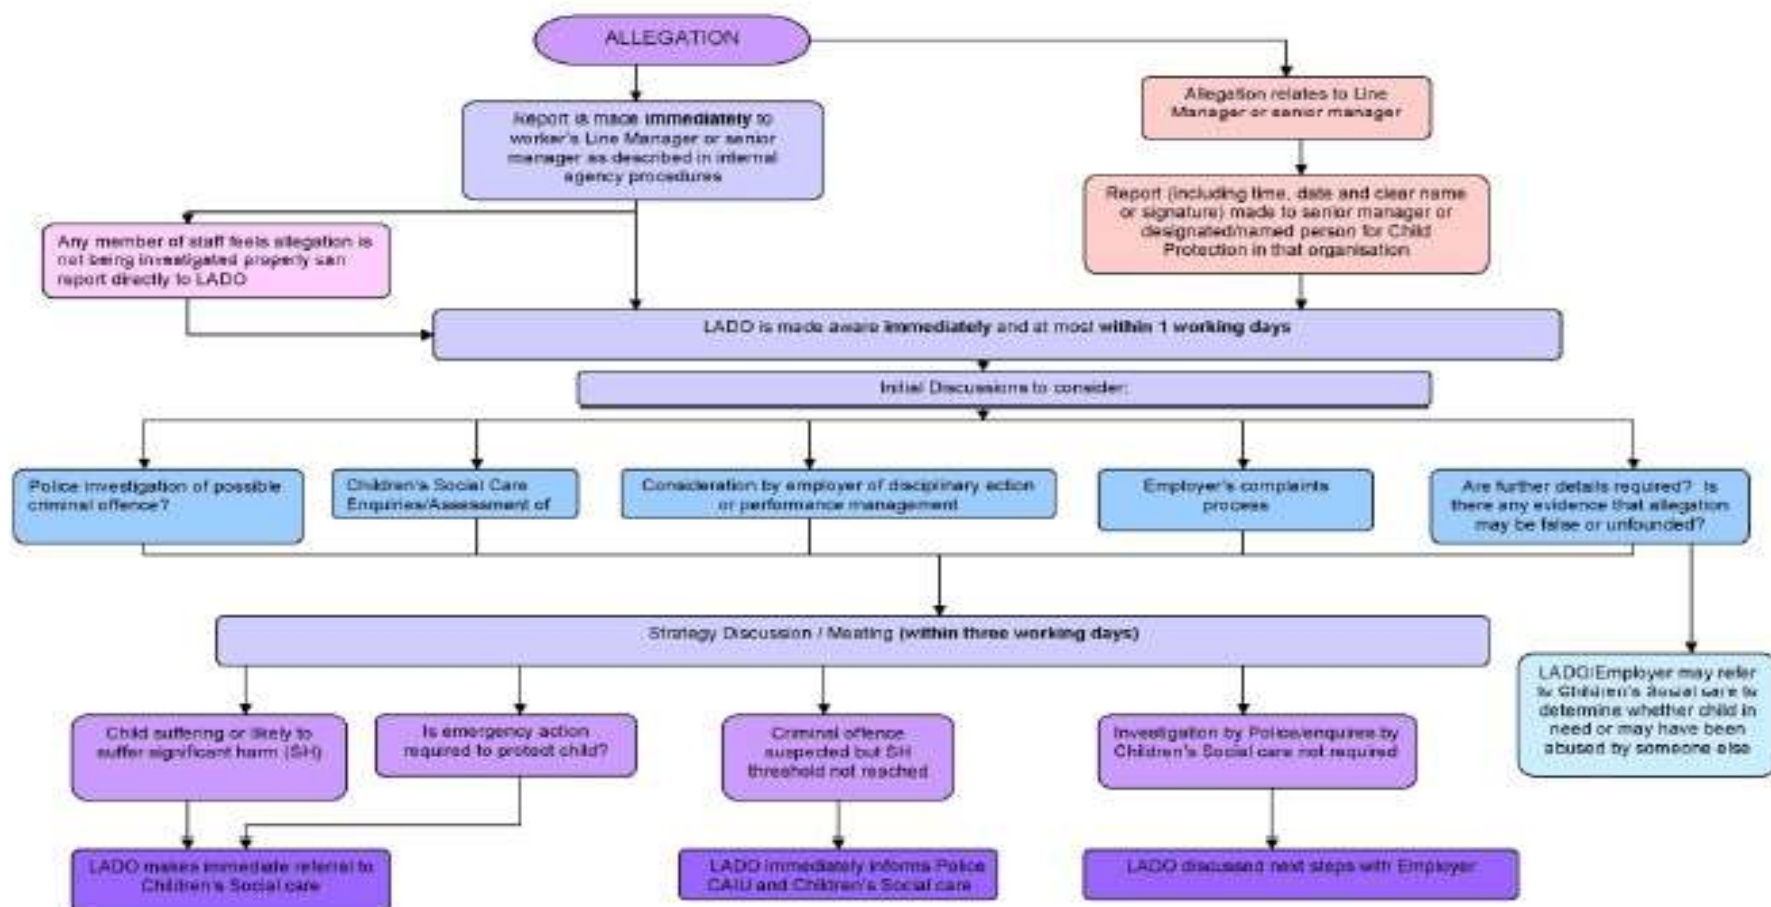 ALLEGATION
Report is made immediately to
worker's Line Manager or senior
manager as described in internal
agency procedures
Allegation relates to Line
Manager or senior manager
Report (including time, date and clear name
or signature) made to senior manager or
designated/named person for Child
Protection in that organisation
Any member of staff feels allegation is
not being investigated properly can
report directly to LADO
LADO is made aware immediately and at most within 1 working days
Initial Discussions to consider:
Police investigation of possible
criminal offence?
Children's Social Care
Enquiries/Assessment of
Consideration by employer of disciplinary action
or performance management
Employer's complaints
process
Are further details required? Is
there any evidence that allegation
may be false or unfounded?
Strategy Discussion / Meeting (within three working days)
LADO/Employer may refer
to Children's Social care to
determine whether child in
need or may have been
abused by someone else
Child suffering or likely to
suffer significant harm (SH)
Is emergency action
required to protect child?
Criminal offence
suspected but SH
threshold not reached
Investigation by Police/enquires by
Children's Social care not required
LADO makes immediate referral to
Children's Social care
LADO immediately informs Police
CAIU and Children's Social care
LADO discussed next steps with Employer